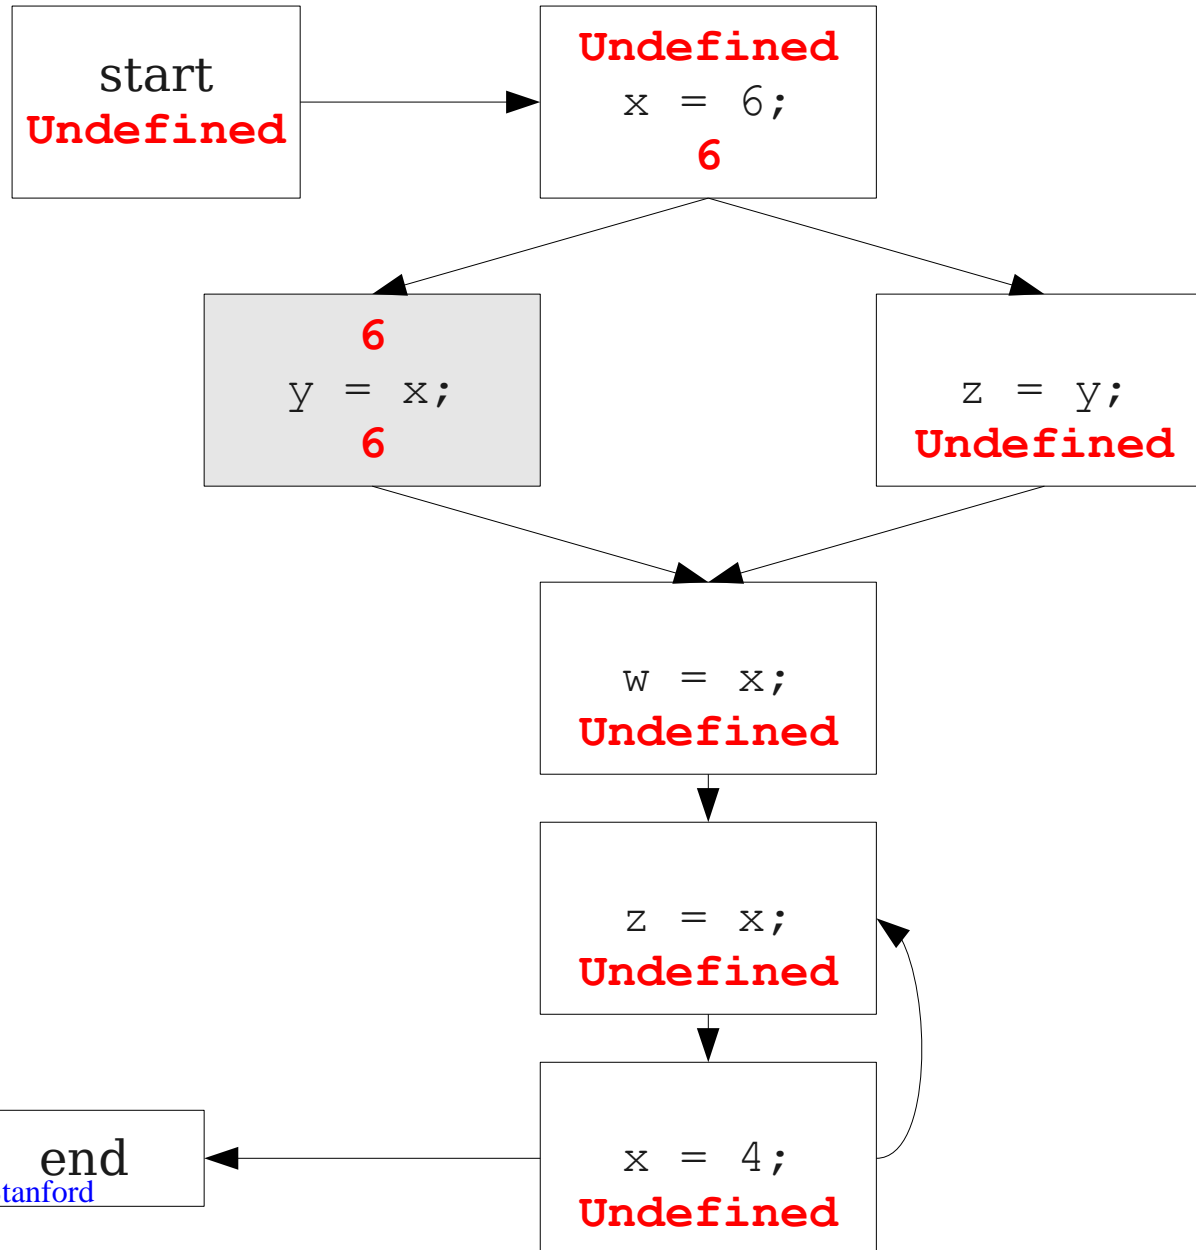 start
Undefined
Undefined
x = 6;
6
6
y = x;
6
z = y;
Undefined
w = x;
Undefined
z = x;
Undefined
x = 4;
Undefined
end
tanford